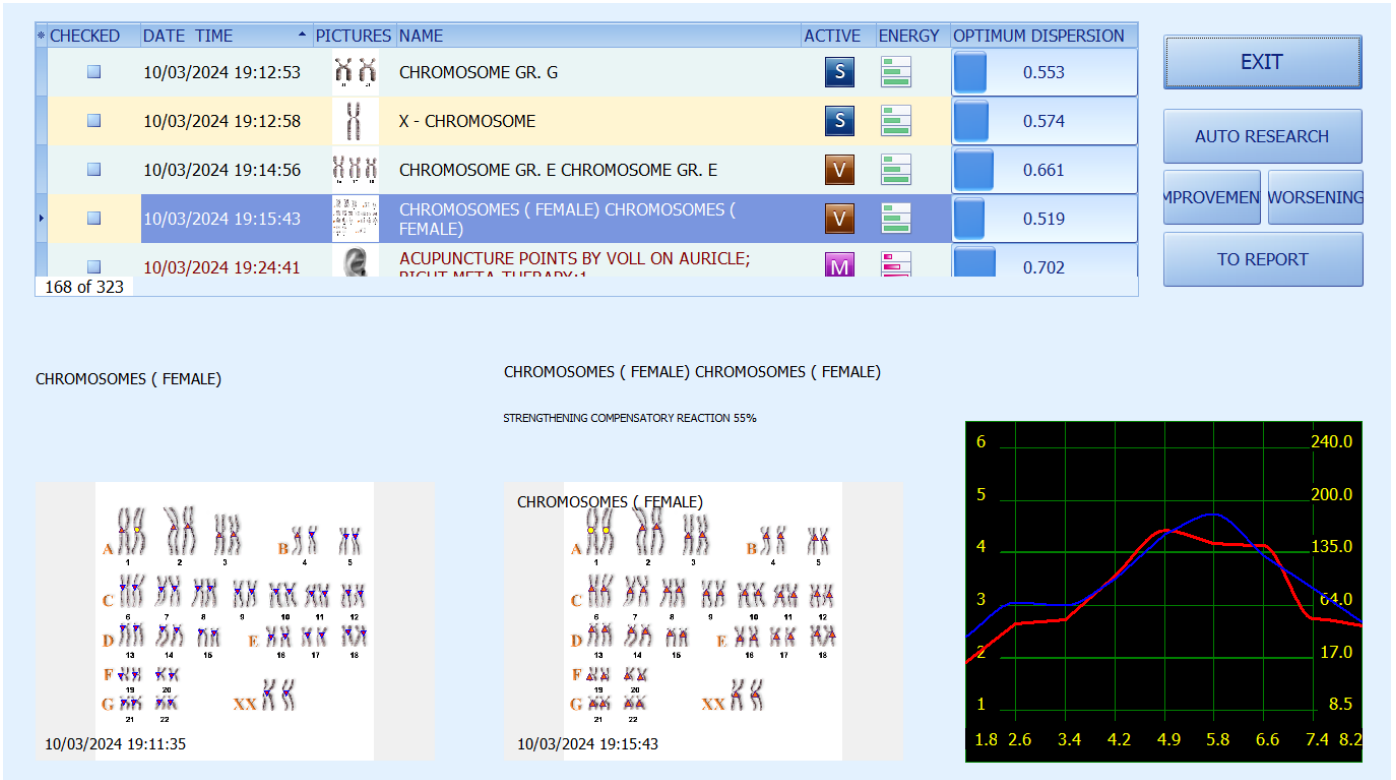 CHECKED DATE TIME PICTURES NAME ACTIVE ENERGY OPTIMUM DISPERSION
10/03/2024 19:12:53 CHROMOSOME GR. G S 0.553
10/03/2024 19:12:58 X - CHROMOSOME S 0.574
10/03/2024 19:14:56 CHROMOSOME GR. E CHROMOSOME GR. E V 0.661
10/03/2024 19:15:43 CHROMOSOMES ( FEMALE) CHROMOSOMES (
FEMALE) V 0.519
10/03/2024 19:24:41 ACUPUNCTURE POINTS BY VOLL ON AURICLE;
RIGHT META-THERAPY:1 M 0.702
168 of 323
EXIT
AUTO RESEARCH
MPROVEMEN WORSENING
TO REPORT
CHROMOSOMES ( FEMALE)
CHROMOSOMES ( FEMALE) CHROMOSOMES ( FEMALE)
STRENGTHENING COMPENSATORY REACTION 55%
A B
1 2 3 4 5
C
6 7 8 9 10 11 12
D E
13 14 15 16 17 18
F
19 20
G XX
21 22
10/03/2024 19:11:35
CHROMOSOMES ( FEMALE)
A B
1 2 3 4 5
C
6 7 8 9 10 11 12
D E
13 14 15 16 17 18
F
19 20
G XX
21 22
10/03/2024 19:15:43
6 240.0
5 200.0
4 135.0
3 64.0
2 17.0
1 8.5
1.8 2.6 3.4 4.2 4.9 5.8 6.6 7.4 8.2